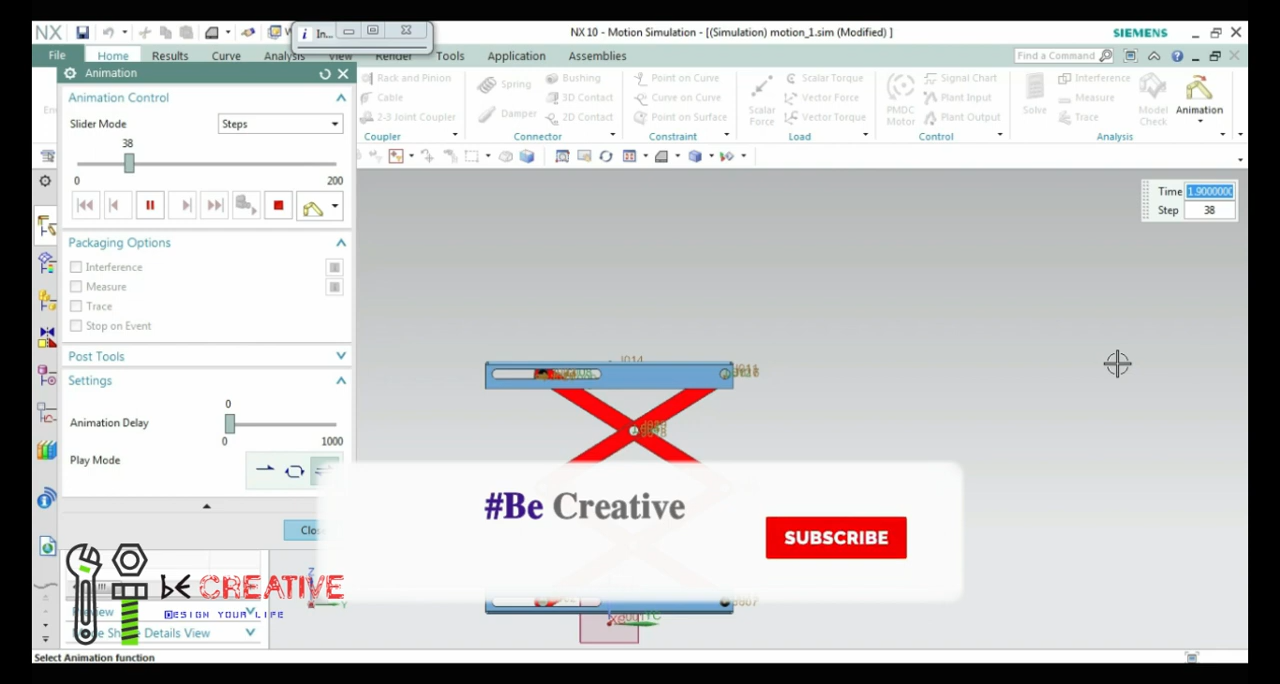 NX
NX 10 - Motion Simulation - [(Simulation) motion_1.sim (Modified) ]
SIEMENS
In...
File
Home
Results
Curve
Analysis
View
Render
Tools
Application
Assemblies
Find a Command
Animation
Animation Control
Slider Mode
Steps
38
0
200
Packaging Options
Interference
Measure
Trace
Stop on Event
Post Tools
Settings
0
Animation Delay
0
1000
Play Mode
Rack and Pinion
Cable
2-3 Joint Coupler
Coupler
Spring
Damper
Bushing
3D Contact
2D Contact
Connector
Point on Curve
Curve on Curve
Point on Surface
Constraint
Scalar Force
Scalar Torque
Vector Force
Vector Torque
Load
PMDC Motor
Signal Chart
Plant Input
Plant Output
Control
Solve
Interference
Measure
Trace
Model Check
Animation
Analysis
Time 1.9000000
Step 38
J014
#Be Creative
SUBSCRIBE
BE CREATIVE
DESIGN YOUR LIFE
Details View
Select Animation function